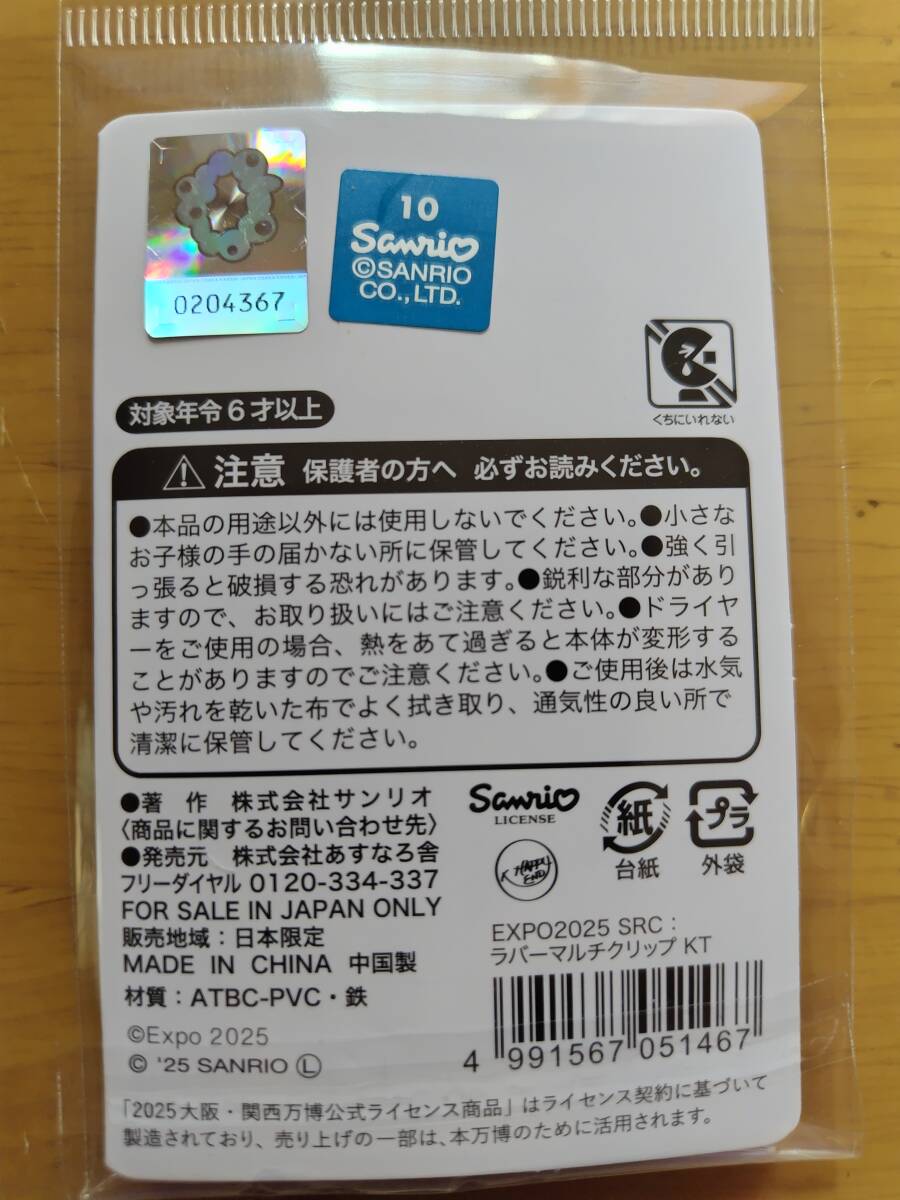 0204367
10
Sanrio
©SANRIO
CO., LTD.
くちにいれない
対象年令6才以上
注意 保護者の方へ 必ずお読みください。
●本品の用途以外には使用しないでください。●小さな
お子様の手の届かない所に保管してください。●強く引
っ張ると破損する恐れがあります。●鋭利な部分があり
ますので、お取り扱いにはご注意ください。●ドライヤ
ーをご使用の場合、熱をあて過ぎると本体が変形する
ことがありますのでご注意ください。●ご使用後は水気
や汚れを乾いた布でよく拭き取り、通気性の良い所で
清潔に保管してください。
●著 作 株式会社サンリオ
〈商品に関するお問い合わせ先〉
●発売元 株式会社あすなろ舎
フリーダイヤル 0120-334-337
FOR SALE IN JAPAN ONLY
販売地域：日本限定
MADE IN CHINA 中国製
材質：ATBC-PVC・鉄
©Expo 2025
© '25 SANRIO Ⓛ
Sanrio
LICENSE
紙
台紙
プラ
外袋
HAPPY
END
EXPO2025 SRC：
ラバーマルチクリップ KT
4 991567 051467
「2025大阪・関西万博公式ライセンス商品」はライセンス契約に基づいて
製造されており、売り上げの一部は、本万博のために活用されます。